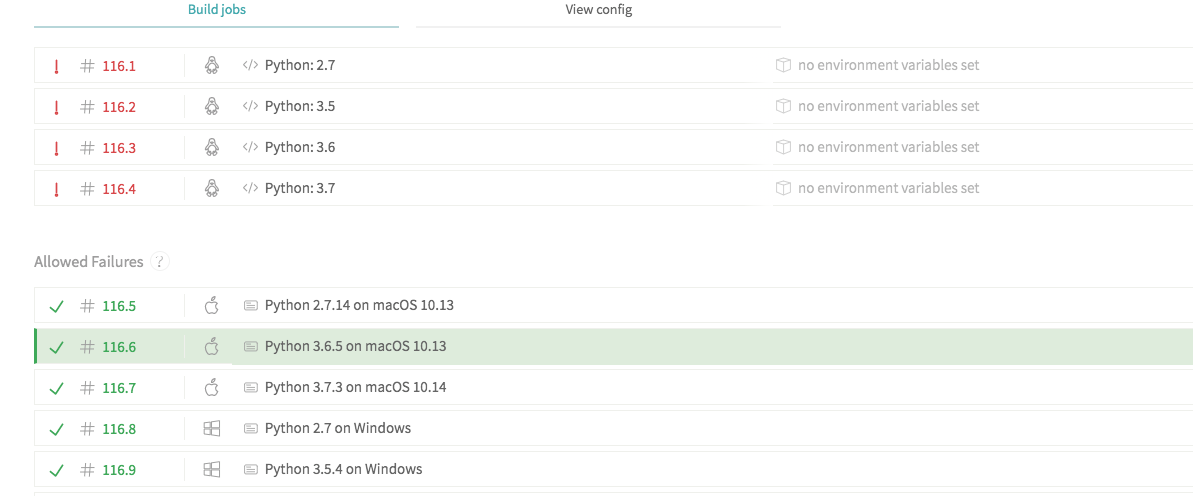 Build jobs View config
! # 116.1 </> Python: 2.7 no environment variables set
! # 116.2 </> Python: 3.5 no environment variables set
! # 116.3 </> Python: 3.6 no environment variables set
! # 116.4 </> Python: 3.7 no environment variables set
Allowed Failures ?
# 116.5 Python 2.7.14 on macOS 10.13
# 116.6 Python 3.6.5 on macOS 10.13
# 116.7 Python 3.7.3 on macOS 10.14
# 116.8 Python 2.7 on Windows
# 116.9 Python 3.5.4 on Windows